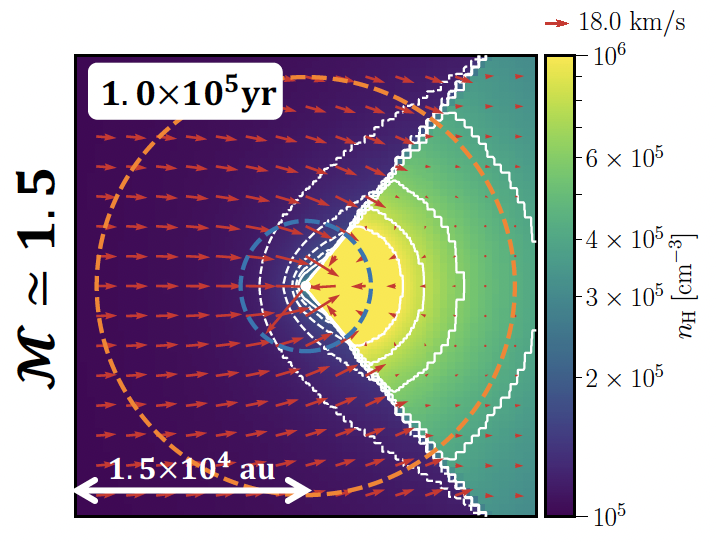 18.0 km/s
1.0×10⁵yr
10⁶
6 × 10⁵
4 × 10⁵
3 × 10⁵
2 × 10⁵
10⁵
n_H [cm⁻³]
ℳ ≃ 1.5
1.5×10⁴ au